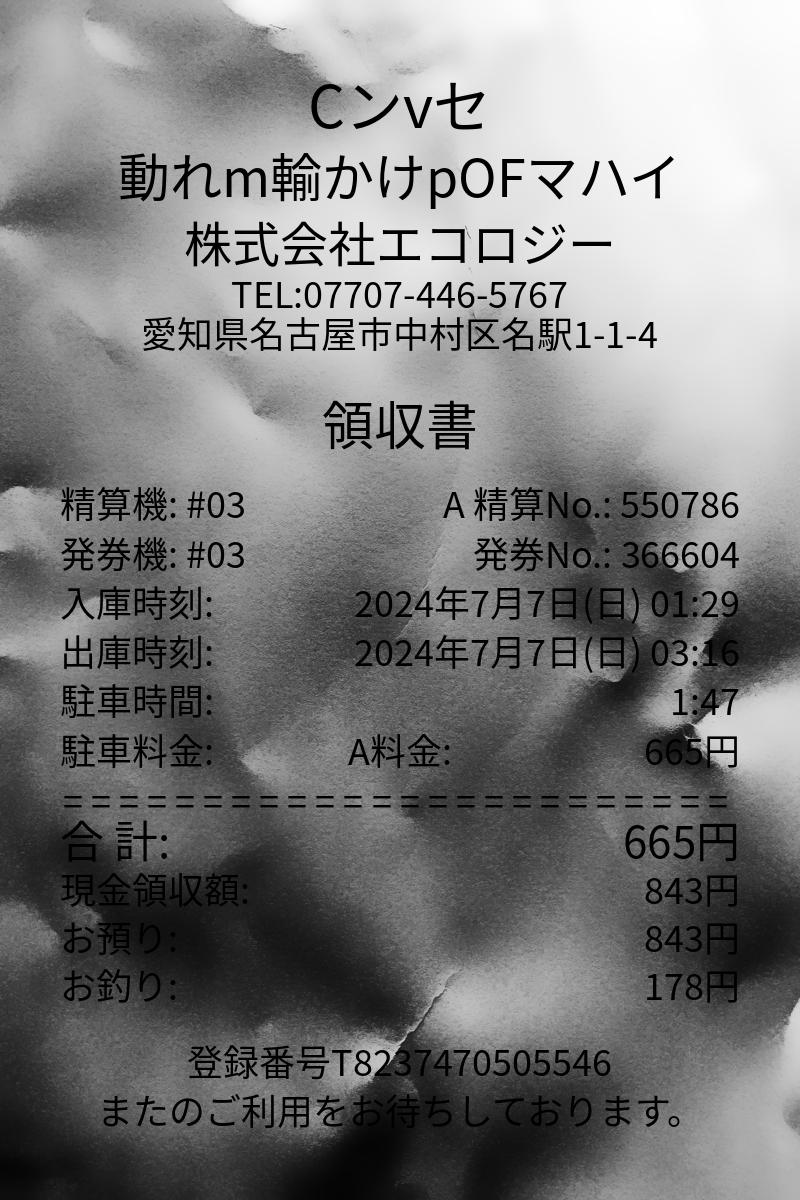 Cンvセ
動れm輸かけpOFマハイ
株式会社エコロジー
TEL:07707-446-5767
愛知県名古屋市中村区名駅1-1-4
領収書
精算機: #03 A 精算No.: 550786
発券機: #03 発券No.: 366604
入庫時刻: 2024年7月7日(日) 01:29
出庫時刻: 2024年7月7日(日) 03:16
駐車時間: 1:47
駐車料金: A料金: 665円
========================
合 計: 665円
現金領収額: 843円
お預り: 843円
お釣り: 178円
登録番号T8237470505546
またのご利用をお待ちしております。